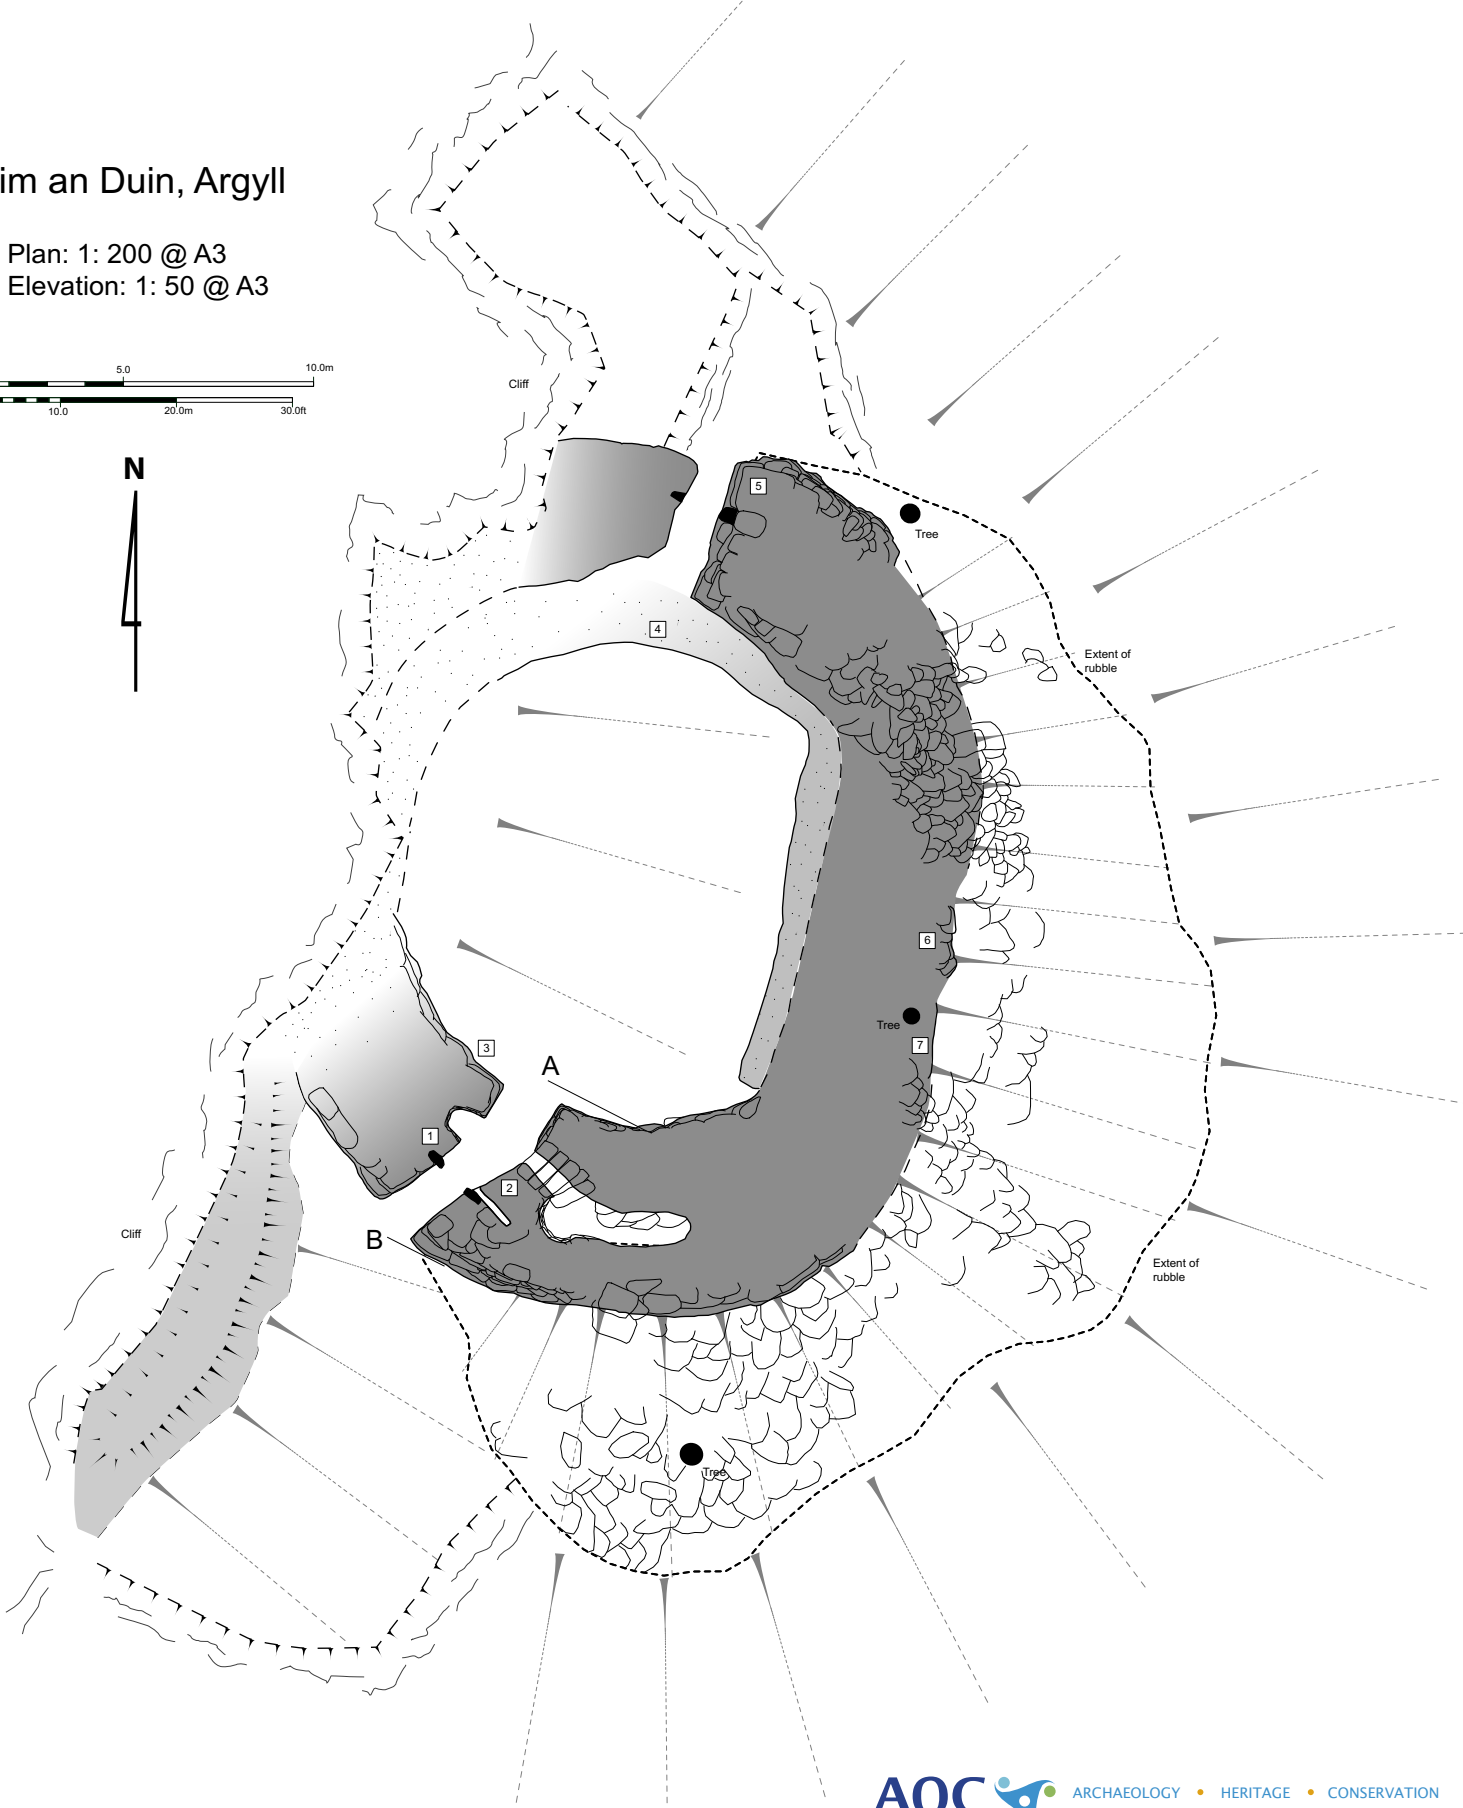 im an Duin, Argyll
Plan: 1: 200 @ A3
Elevation: 1: 50 @ A3
5.0
10.0m
10.0
20.0m
30.0ft
N
Cliff
5
Tree
4
Extent of
rubble
6
Tree
7
3
A
1
2
B
Cliff
Extent of
rubble
Tree
AOC
ARCHAEOLOGY • HERITAGE • CONSERVATION